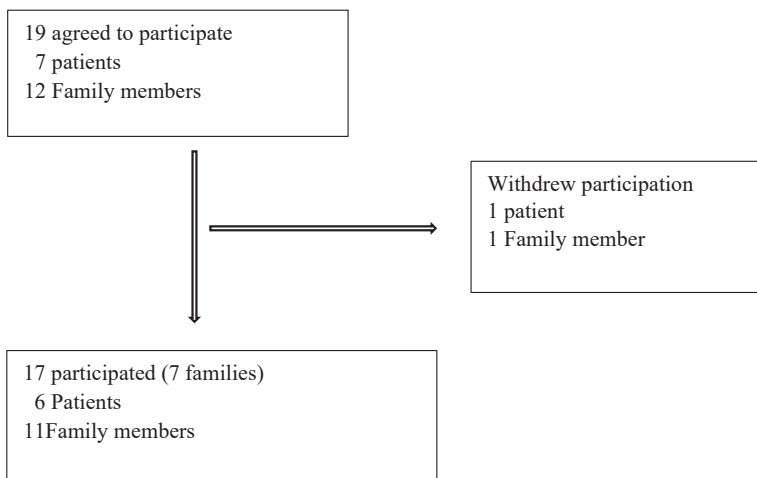 19 agreed to participate
7 patients
12 Family members
Withdrew participation
1 patient
1 Family member
17 participated (7 families)
6 Patients
11Family members